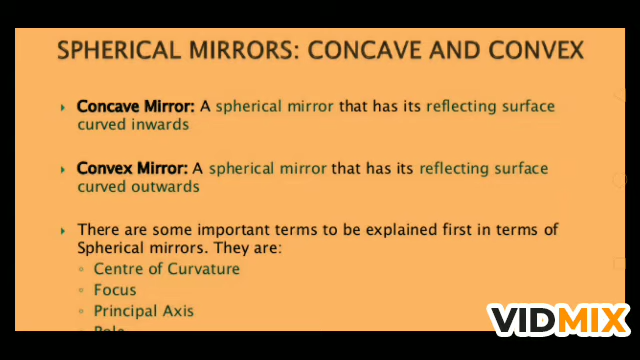 SPHERICAL MIRRORS: CONCAVE AND CONVEX
Concave Mirror: A spherical mirror that has its reflecting surface
curved inwards
Convex Mirror: A spherical mirror that has its reflecting surface
curved outwards
There are some important terms to be explained first in terms of
Spherical mirrors. They are:
Centre of Curvature
Focus
Principal Axis
VIDMIX